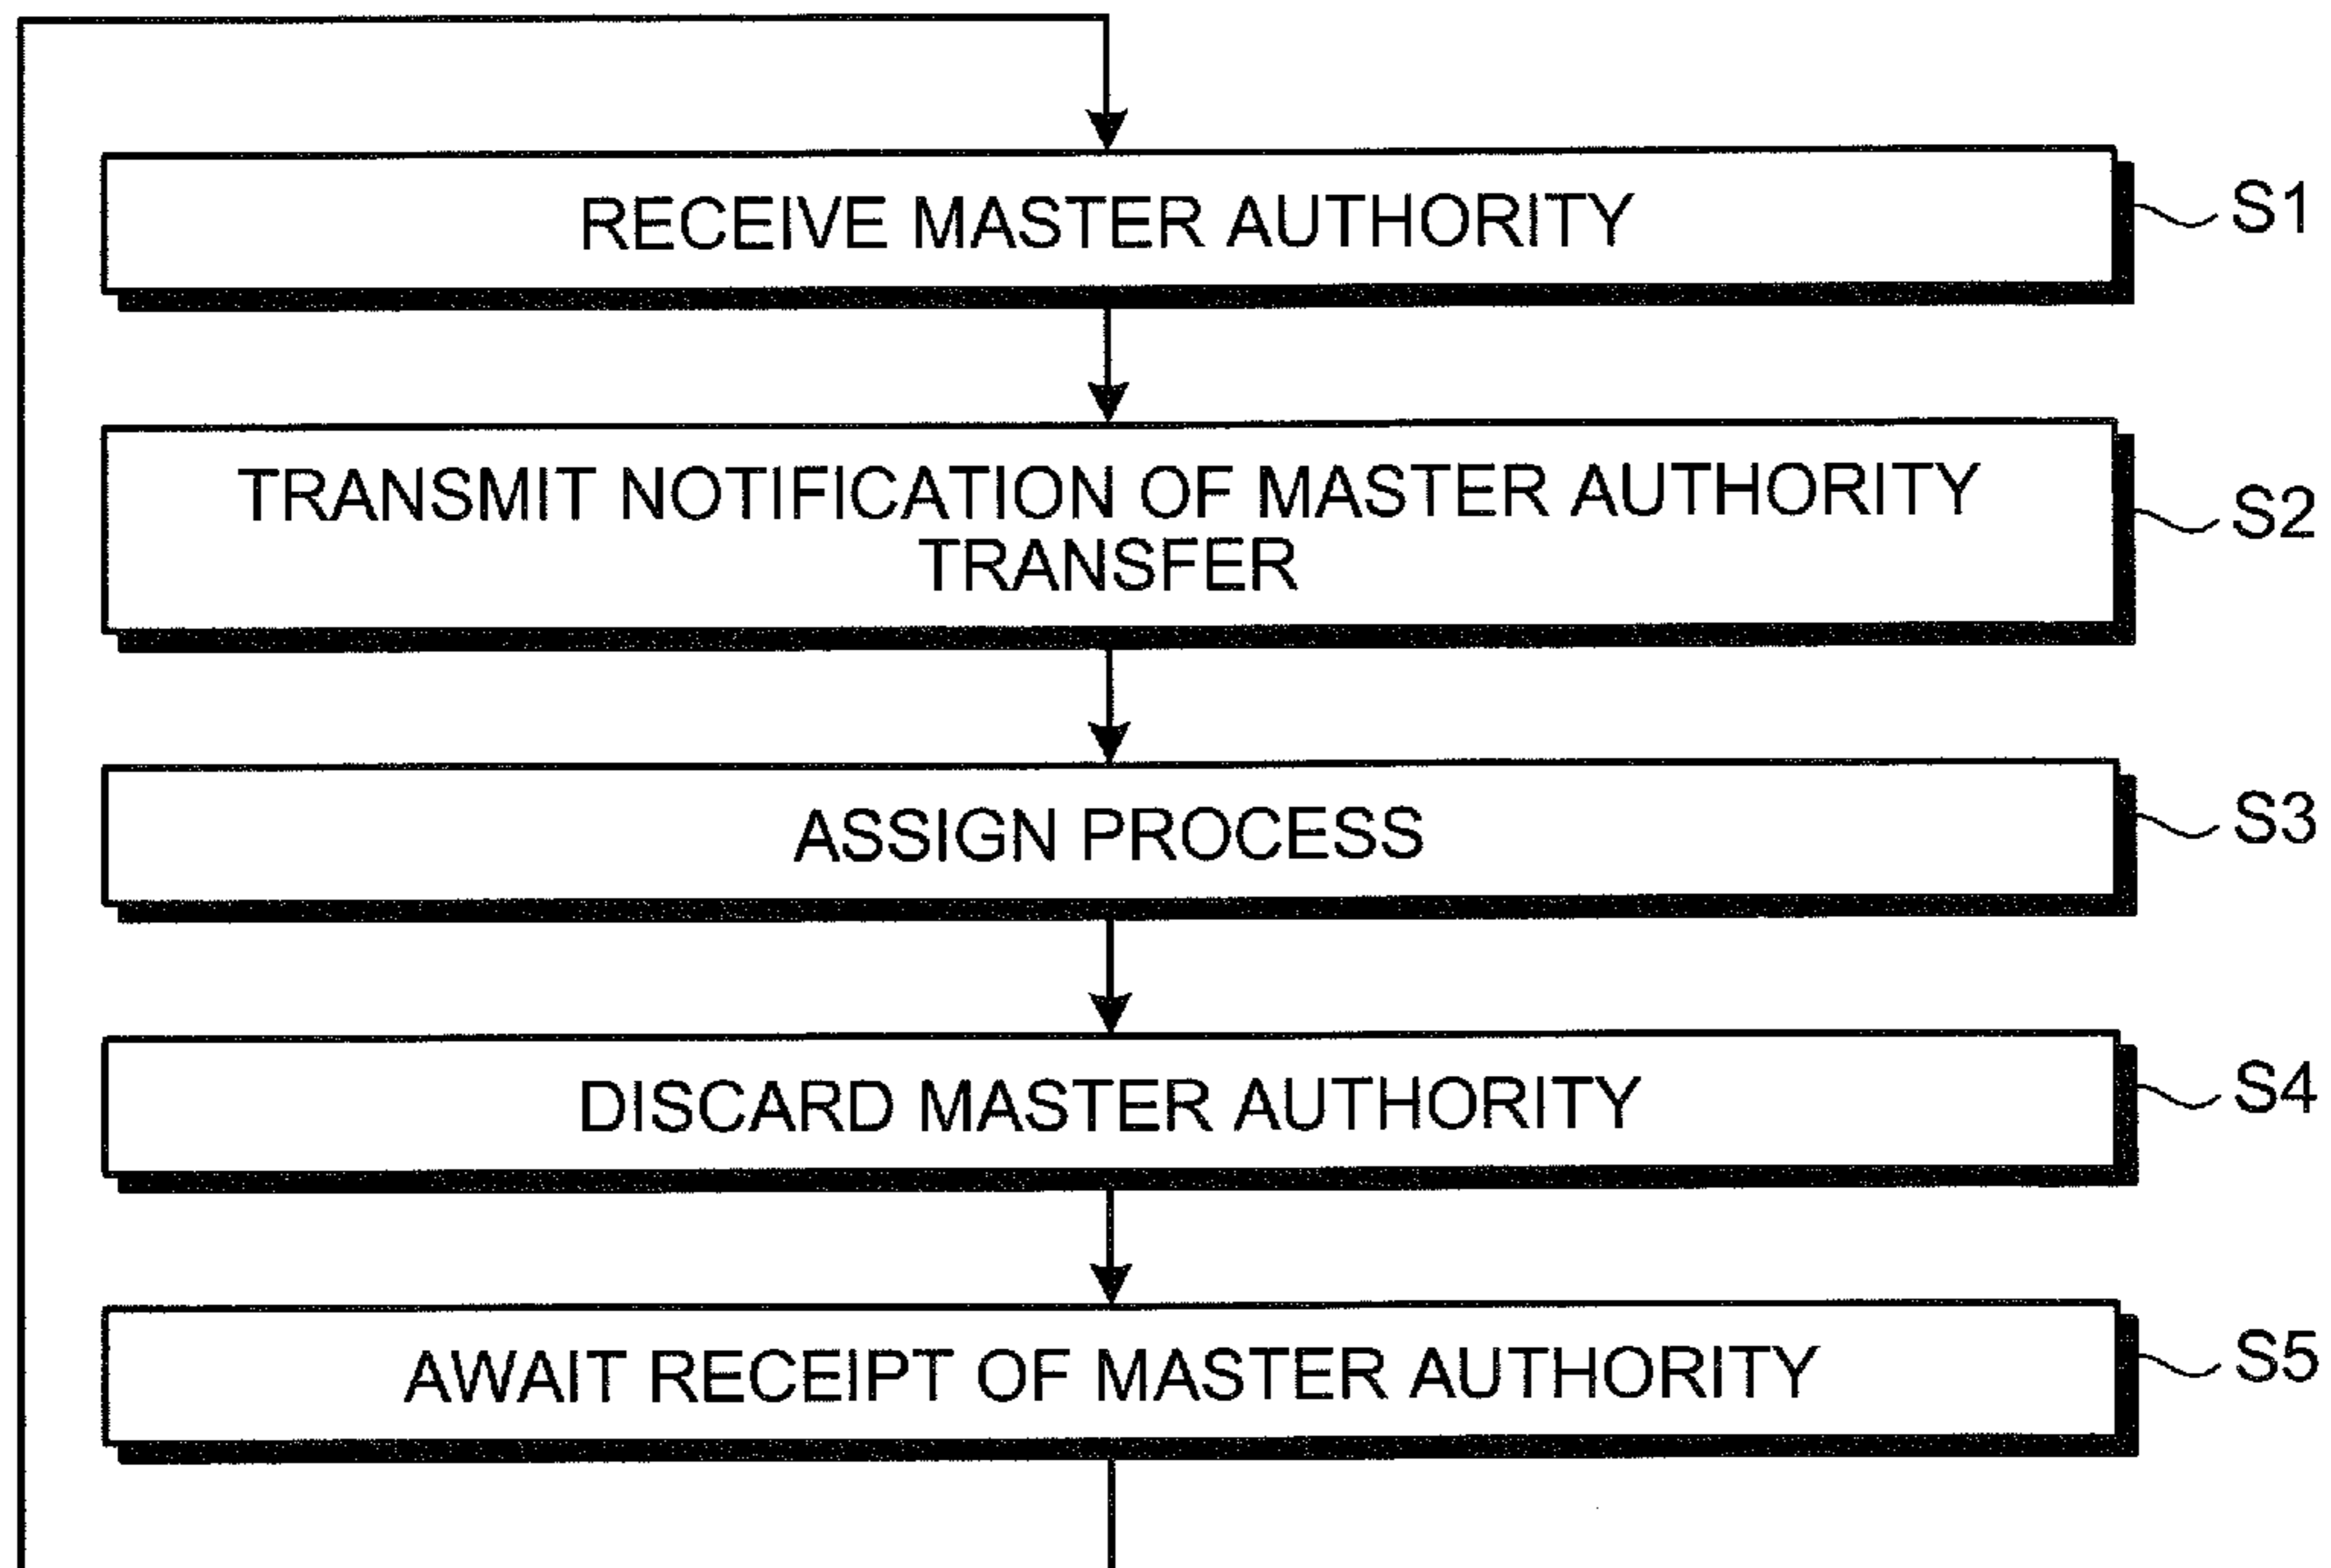 RECEIVE MASTER AUTHORITY
S1
TRANSMIT NOTIFICATION OF MASTER AUTHORITY
TRANSFER
S2
ASSIGN PROCESS
S3
DISCARD MASTER AUTHORITY
S4
AWAIT RECEIPT OF MASTER AUTHORITY
S5